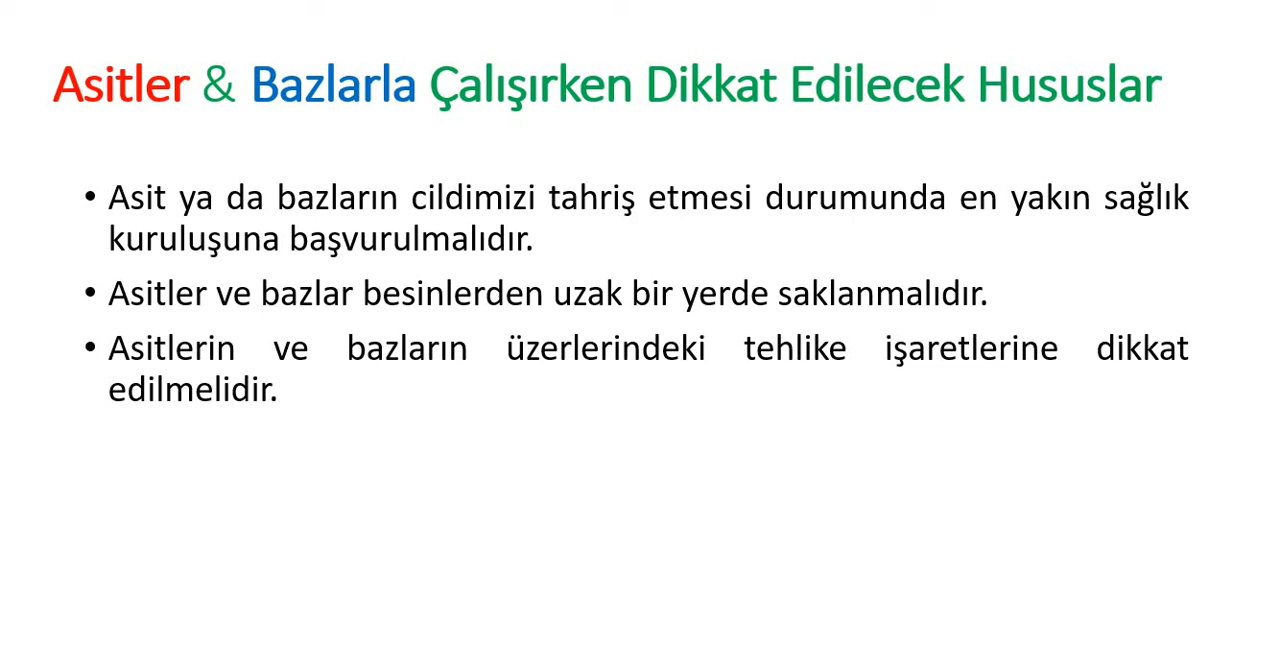 Asitler & Bazlarla Çalışırken Dikkat Edilecek Hususlar
• Asit ya da bazların cildimizi tahriş etmesi durumunda en yakın sağlık
kuruluşuna başvurulmalıdır.
• Asitler ve bazlar besinlerden uzak bir yerde saklanmalıdır.
• Asitlerin ve bazların üzerlerindeki tehlike işaretlerine dikkat
edilmelidir.